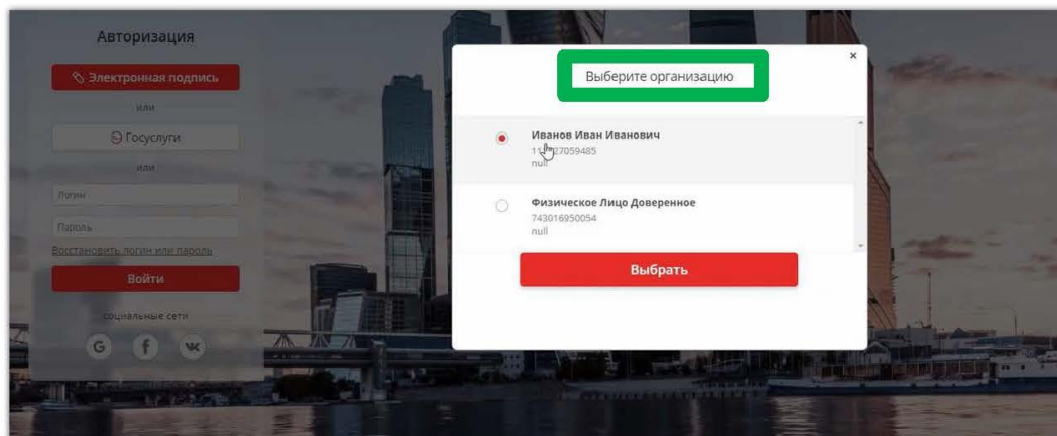 Авторизация
Электронная подпись
или
Госуслуги
или
Логин
Пароль
Восстановить логин или пароль
Войти
социальные сети
G f
Выберите организацию
×
Иванов Иван Иванович
null
Физическое Лицо Доверенное
743016950054
null
Выбрать